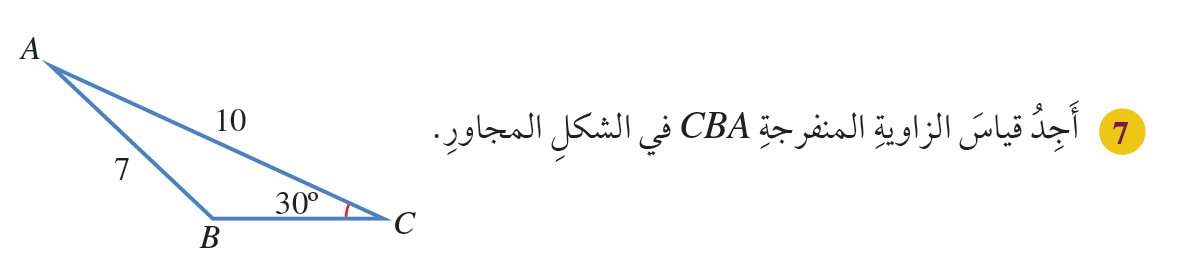 7 أَجِدُ قياسَ الزاويةِ المنفرجةِ CBA في الشكلِ المجاورِ.
A
10
7
30º
B
C